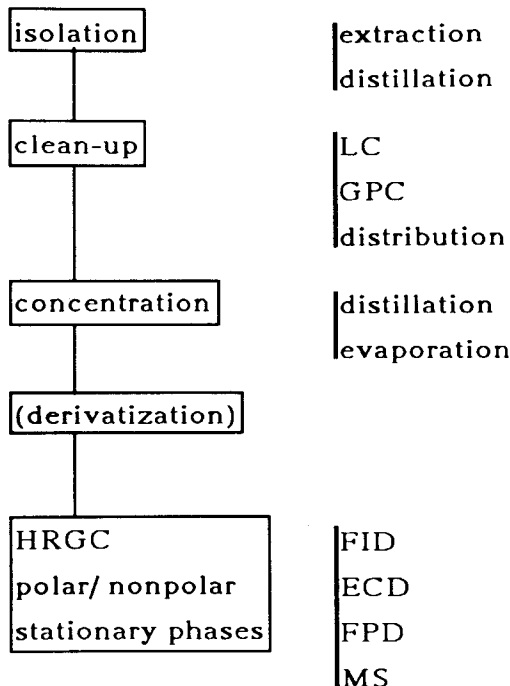 isolation
extraction
distillation
clean-up
LC
GPC
distribution
concentration
distillation
evaporation
(derivatization)
HRGC
polar/ nonpolar
stationary phases
FID
ECD
FPD
MS